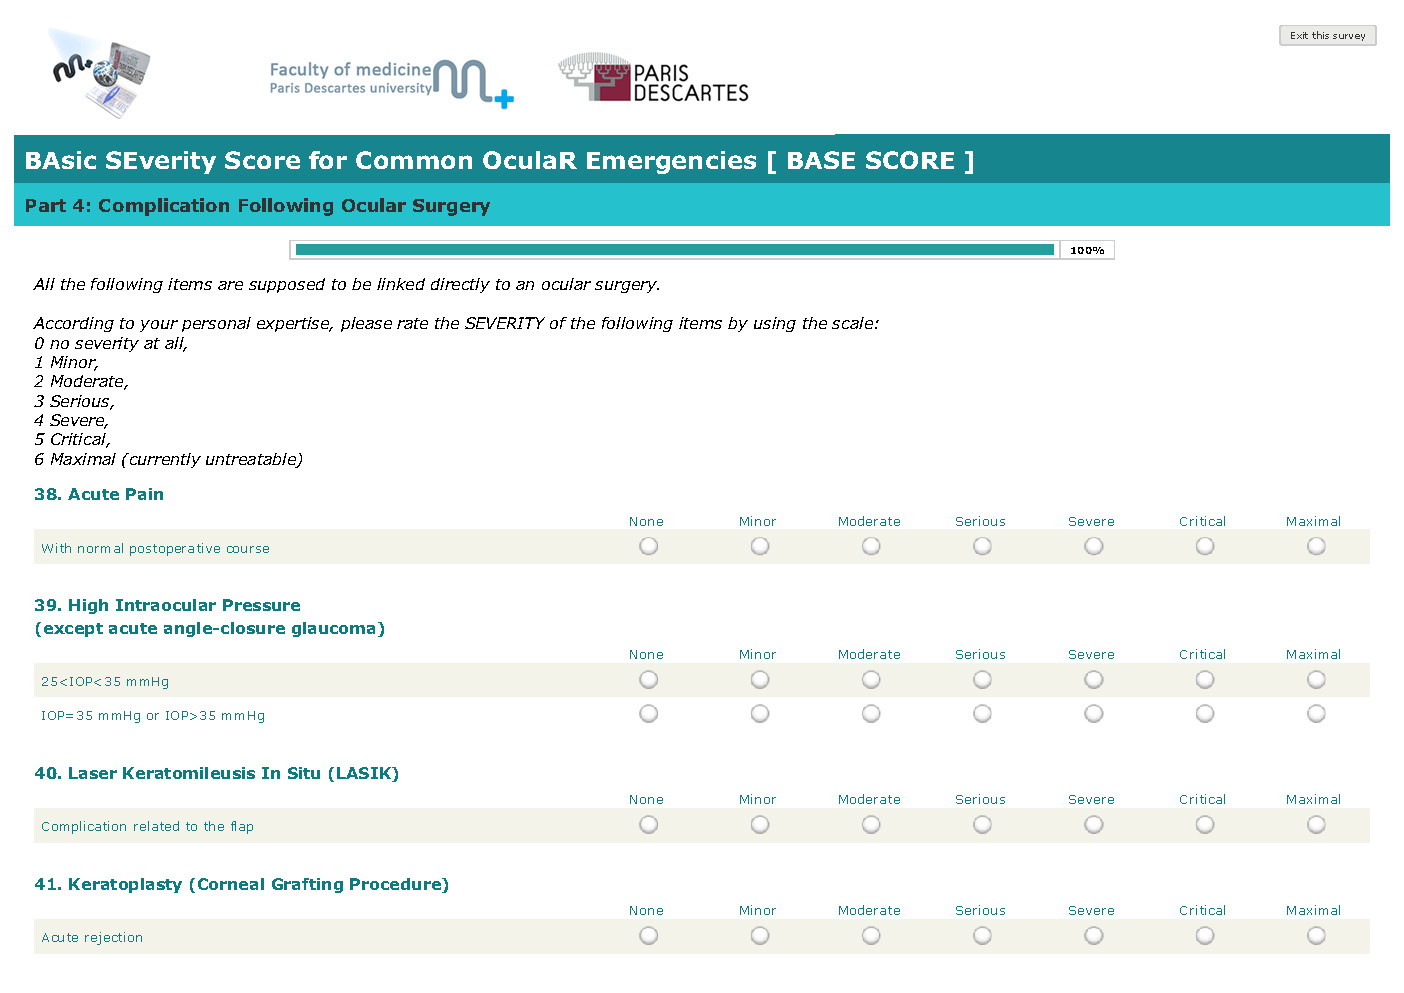 Exit this survey
Faculty of medicine
Paris Descartes university
PARIS
DESCARTES
BAsic SEverity Score for Common OculaR Emergencies [ BASE SCORE ]
Part 4: Complication Following Ocular Surgery
100%
All the following items are supposed to be linked directly to an ocular surgery.
According to your personal expertise, please rate the SEVERITY of the following items by using the scale:
0 no severity at all,
1 Minor,
2 Moderate,
3 Serious,
4 Severe,
5 Critical,
6 Maximal (currently untreatable)
38. Acute Pain
None Minor Moderate Serious Severe Critical Maximal
With normal postoperative course
39. High Intraocular Pressure
(except acute angle-closure glaucoma)
None Minor Moderate Serious Severe Critical Maximal
25<IOP<35 mmHg
IOP=35 mmHg or IOP>35 mmHg
40. Laser Keratomileusis In Situ (LASIK)
None Minor Moderate Serious Severe Critical Maximal
Complication related to the flap
41. Keratoplasty (Corneal Grafting Procedure)
None Minor Moderate Serious Severe Critical Maximal
Acute rejection